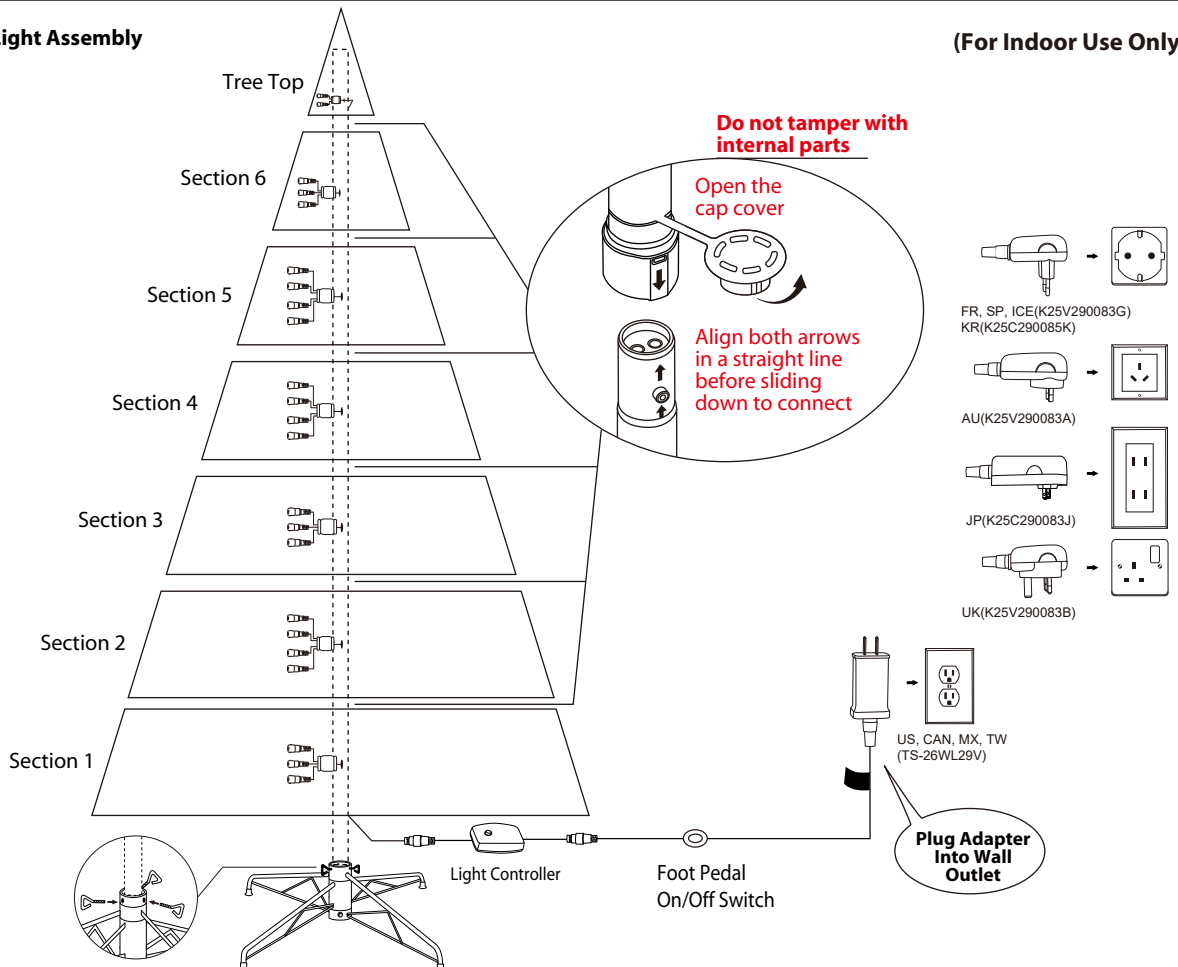 Light Assembly
(For Indoor Use Only
Tree Top
Section 6
Section 5
Section 4
Section 3
Section 2
Section 1
Do not tamper with
internal parts
Open the
cap cover
Align both arrows
in a straight line
before sliding
down to connect
FR, SP, ICE(K25V290083G)
KR(K25C290085K)
AU(K25V290083A)
JP(K25C290083J)
UK(K25V290083B)
US, CAN, MX, TW
(TS-26WL29V)
Plug Adapter
Into Wall
Outlet
Light Controller
Foot Pedal
On/Off Switch